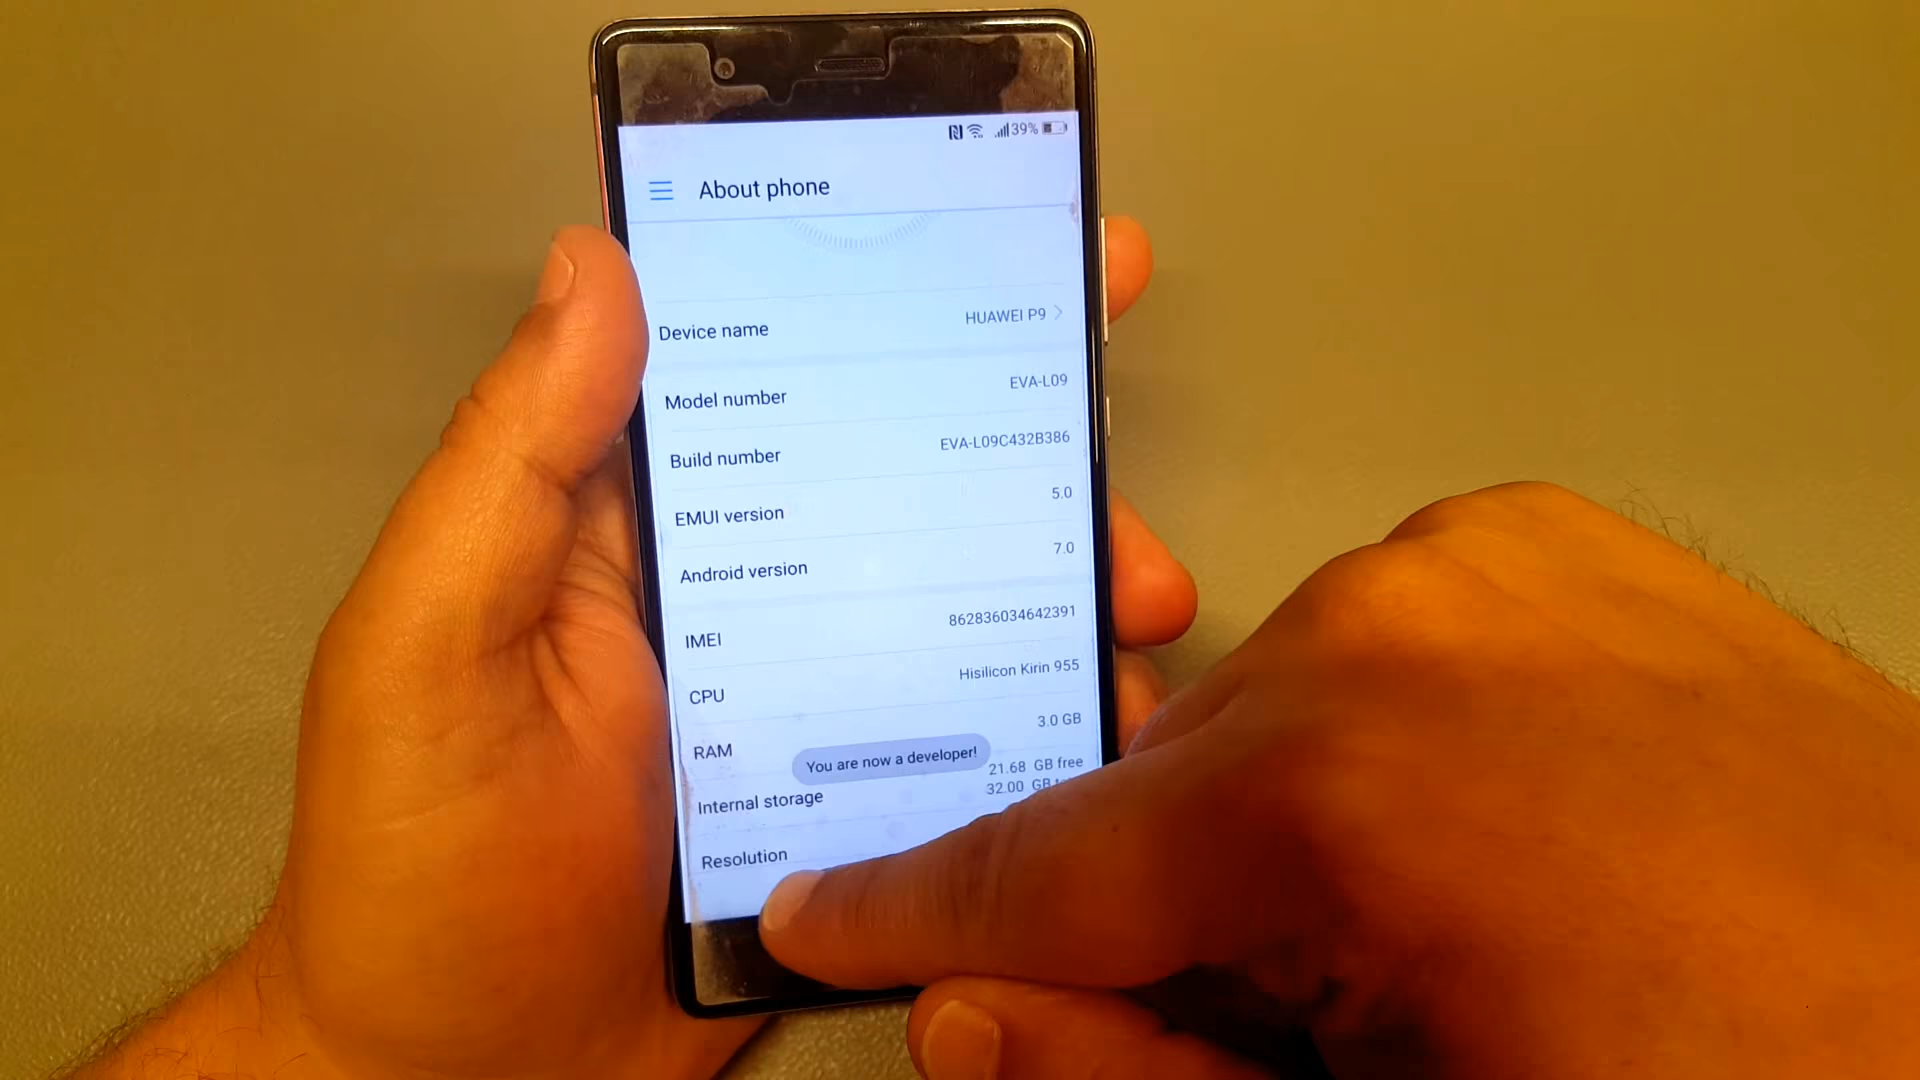 39%
About phone
Device name HUAWEI P9
Model number EVA-L09
Build number EVA-L09C432B386
EMUI version 5.0
Android version 7.0
IMEI 862836034642391
CPU Hisilicon Kirin 955
RAM 3.0 GB
You are now a developer!
Internal storage 21.68 GB free
32.00 GB
Resolution